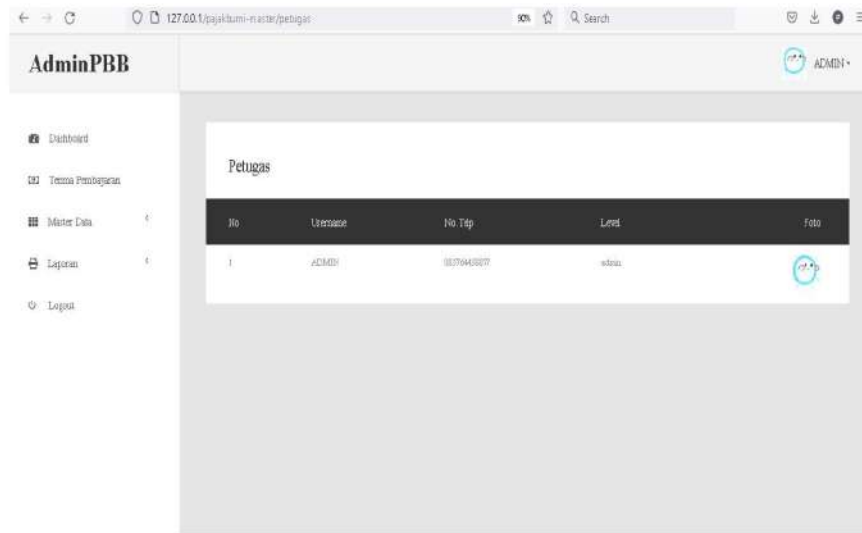 127.0.0.1/pajakbumi-master/petugas 90% Search
AdminPBB ADMIN
Dashboard
Terima Pembayaran
Master Data
Laporan
Logout
Petugas
No Username No.Telp Level Foto
1 ADMIN admin